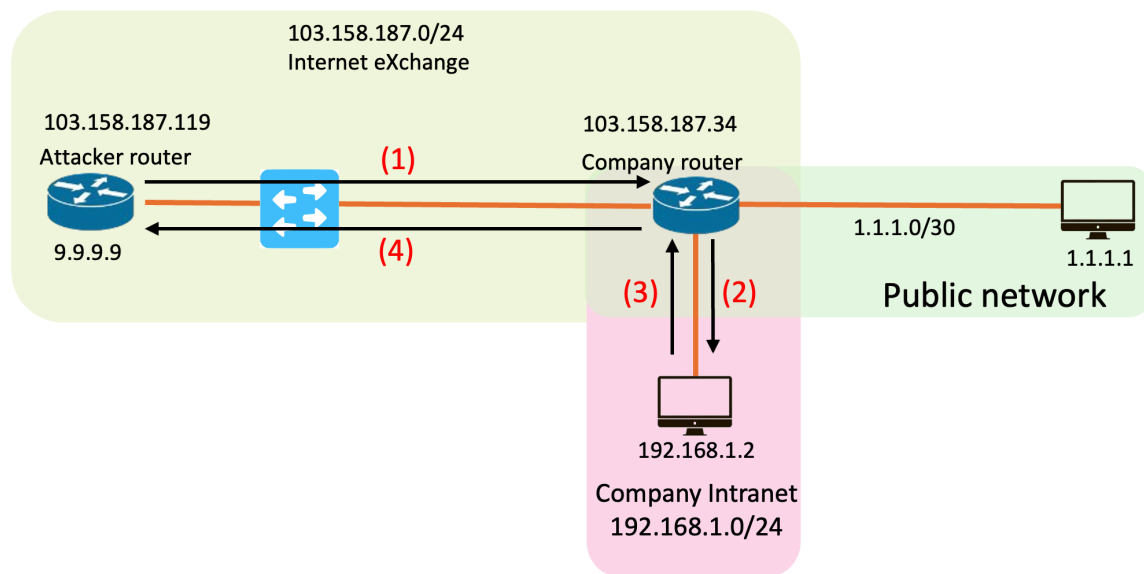 103.158.187.0/24
Internet eXchange
103.158.187.119
Attacker router
103.158.187.34
Company router
(1)
(4)
9.9.9.9
1.1.1.0/30
1.1.1.1
Public network
(3)
(2)
192.168.1.2
Company Intranet
192.168.1.0/24